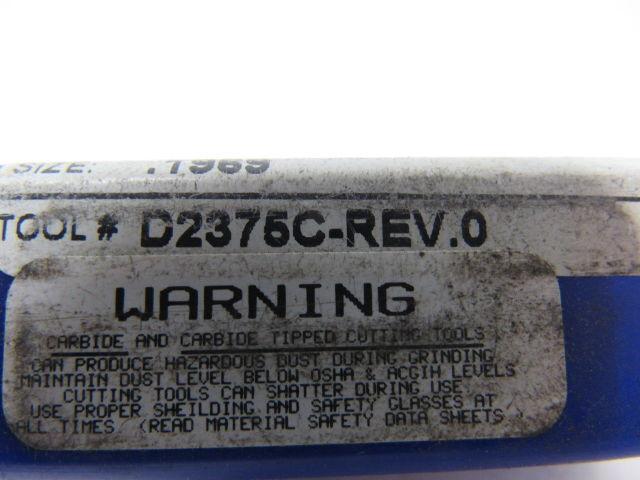 SIZE: .1969
TOOL # D2375C-REV.0
WARNING
CARBIDE AND CARBIDE TIPPED CUTTING TOOLS
CAN PRODUCE HAZARDOUS DUST DURING GRINDING
MAINTAIN DUST LEVEL BELOW OSHA & ACGIH LEVELS
CUTTING TOOLS CAN SHATTER DURING USE
USE PROPER SHEILDING AND SAFETY GLASSES AT
ALL TIMES (READ MATERIAL SAFETY DATA SHEETS)